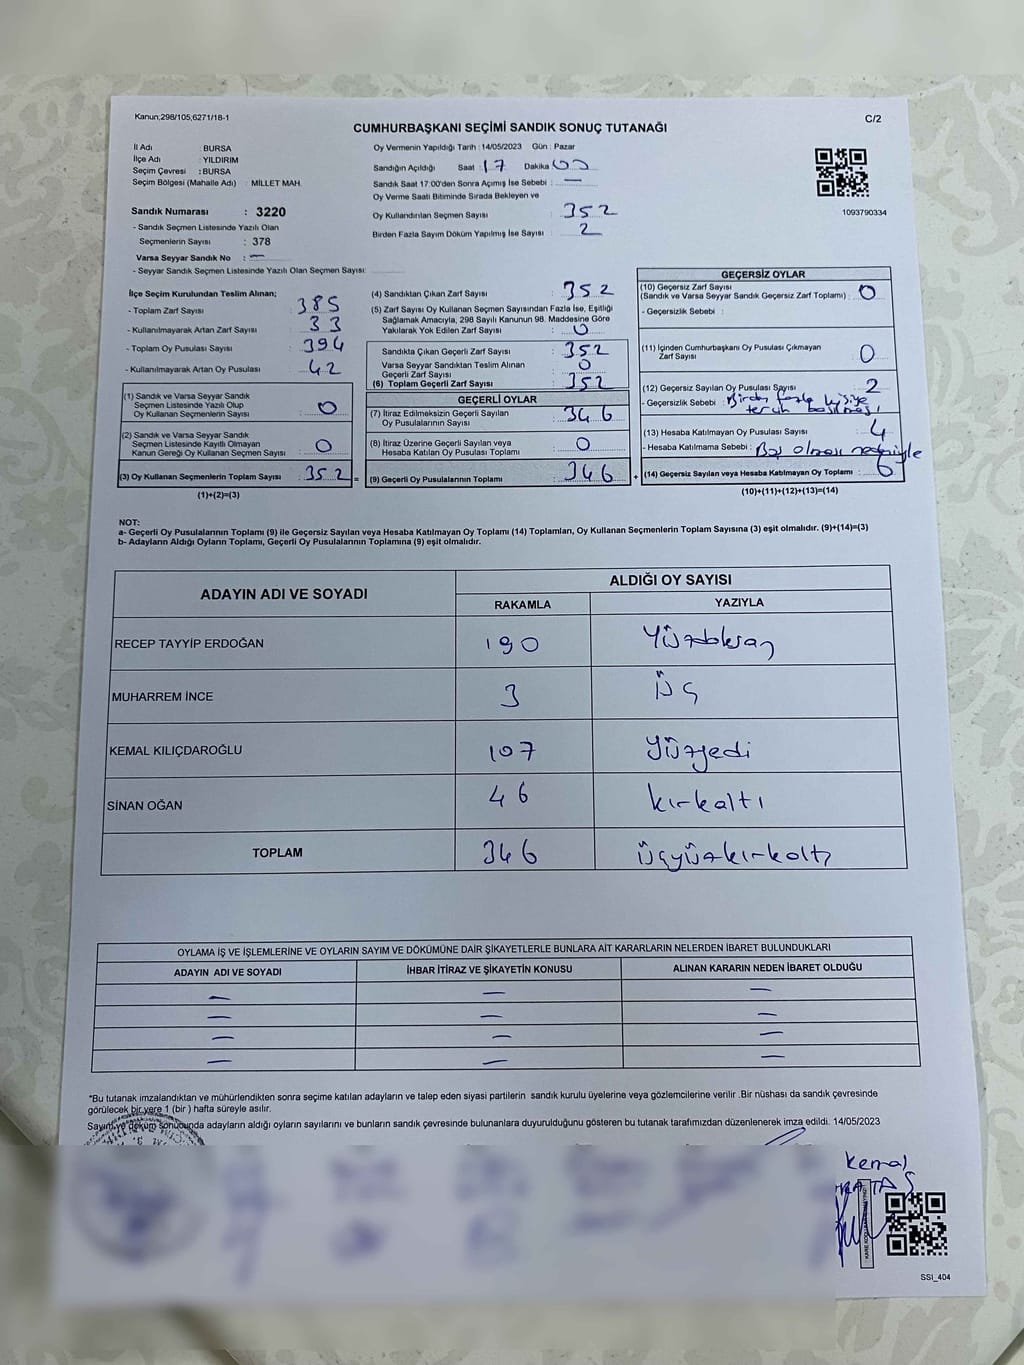 Kanun;298/105,6271/18-1
C/2
CUMHURBAŞKANI SEÇİMİ SANDIK SONUÇ TUTANAĞI
İl Adı : BURSA
İlçe Adı : YILDIRIM
Seçim Çevresi : BURSA
Seçim Bölgesi (Mahalle Adı) : MİLLET MAH.
Sandık Numarası : 3220
- Sandık Seçmen Listesinde Yazılı Olan
Seçmenlerin Sayısı : 378
Varsa Seyyar Sandık No : —
- Seyyar Sandık Seçmen Listesinde Yazılı Olan Seçmen Sayısı:
Oy Vermenin Yapıldığı Tarih : 14/05/2023 Gün : Pazar
Sandığın Açıldığı Saat : 17 Dakika : 00
Sandık Saat 17:00'den Sonra Açımış İse Sebebi : —
Oy Verme Saati Bitiminde Sırada Bekleyen ve
Oy Kullandırılan Seçmen Sayısı : 352
Birden Fazla Sayım Döküm Yapılmış İse Sayısı : 2
1093790334
İlçe Seçim Kurulundan Teslim Alınan;
- Toplam Zarf Sayısı : 385
- Kullanılmayarak Artan Zarf Sayısı : 33
- Toplam Oy Pusulası Sayısı : 394
- Kullanılmayarak Artan Oy Pusulası : 42
(1) Sandık ve Varsa Seyyar Sandık
Seçmen Listesinde Yazılı Olup
Oy Kullanan Seçmenlerin Sayısı : 0
(2) Sandık ve Varsa Seyyar Sandık
Seçmen Listesinde Kayıtlı Olmayan
Kanun Gereği Oy Kullanan Seçmen Sayısı : 0
(3) Oy Kullanan Seçmenlerin Toplam Sayısı : 352 =
(1)+(2)=(3)
(4) Sandıktan Çıkan Zarf Sayısı : 352
(5) Zarf Sayısı Oy Kullanan Seçmen Sayısından Fazla İse, Eşitliği
Sağlamak Amacıyla, 298 Sayılı Kanunun 98. Maddesine Göre
Yakılarak Yok Edilen Zarf Sayısı : 0
Sandıkta Çıkan Geçerli Zarf Sayısı : 352
Varsa Seyyar Sandıktan Teslim Alınan
Geçerli Zarf Sayısı : 0
(6) Toplam Geçerli Zarf Sayısı : 352
GEÇERLİ OYLAR
(7) İtiraz Edilmeksizin Geçerli Sayılan
Oy Pusulasının Sayısı : 346
(8) İtiraz Üzerine Geçerli Sayılan veya
Hesaba Katılan Oy Pusulası Toplamı : 0
(9) Geçerli Oy Pusulalarının Toplamı : 346 +
GEÇERSİZ OYLAR
(10) Geçersiz Zarf Sayısı
(Sandık ve Varsa Seyyar Sandık Geçersiz Zarf Toplamı) : 0
- Geçersizlik Sebebi :
(11) İçinden Cumhurbaşkanı Oy Pusulası Çıkmayan
Zarf Sayısı : 0
(12) Geçersiz Sayılan Oy Pusulası Sayısı : 2
- Geçersizlik Sebebi : Birden fazla kişiye
tercih basılması
(13) Hesaba Katılmayan Oy Pusulası Sayısı : 4
- Hesaba Katılmama Sebebi : Boş olması nedeniyle
(14) Geçersiz Sayılan veya Hesaba Katılmayan Oy Toplamı : 6
(10)+(11)+(12)+(13)=(14)
NOT:
a- Geçerli Oy Pusulalarının Toplamı (9) ile Geçersiz Sayılan veya Hesaba Katılmayan Oy Toplamı (14) Toplamları, Oy Kullanan Seçmenlerin Toplam Sayısına (3) eşit olmalıdır. (9)+(14)=(3)
b- Adayların Aldığı Oyların Toplamı, Geçerli Oy Pusulalarının Toplamına (9) eşit olmalıdır.
ADAYIN ADI VE SOYADI ALDIĞI OY SAYISI
RAKAMLA YAZIYLA
RECEP TAYYİP ERDOĞAN 190 Yüzdoksan
MUHARREM İNCE 3 Üç
KEMAL KILIÇDAROĞLU 107 Yüzyedi
SİNAN OĞAN 46 kırkaltı
TOPLAM 346 Üçyüzkırkaltı
OYLAMA İŞ VE İŞLEMLERİNE VE OYLARIN SAYIM VE DÖKÜMÜNE DAİR ŞİKAYETLERLE BUNLARA AİT KARARLARIN NELERDEN İBARET BULUNDUKLARI
ADAYIN ADI VE SOYADI İHBAR İTİRAZ VE ŞİKAYETİN KONUSU ALINAN KARARIN NEDEN İBARET OLDUĞU
— — —
— — —
— — —
— — —
*Bu tutanak imzalandıktan ve mühürlendikten sonra seçime katılan adayların ve talep eden siyasi partilerin sandık kurulu üyelerine veya gözlemcilerine verilir .Bir nüshası da sandık çevresinde
görülecek bir yere 1 (bir ) hafta süreyle asılır.
Sayım ve döküm sonucunda adayların aldığı oyların sayılarını ve bunların sandık çevresinde bulunanlara duyurulduğunu gösteren bu tutanak tarafımızdan düzenlenerek imza edildi. 14/05/2023
Kemal
SSI_404